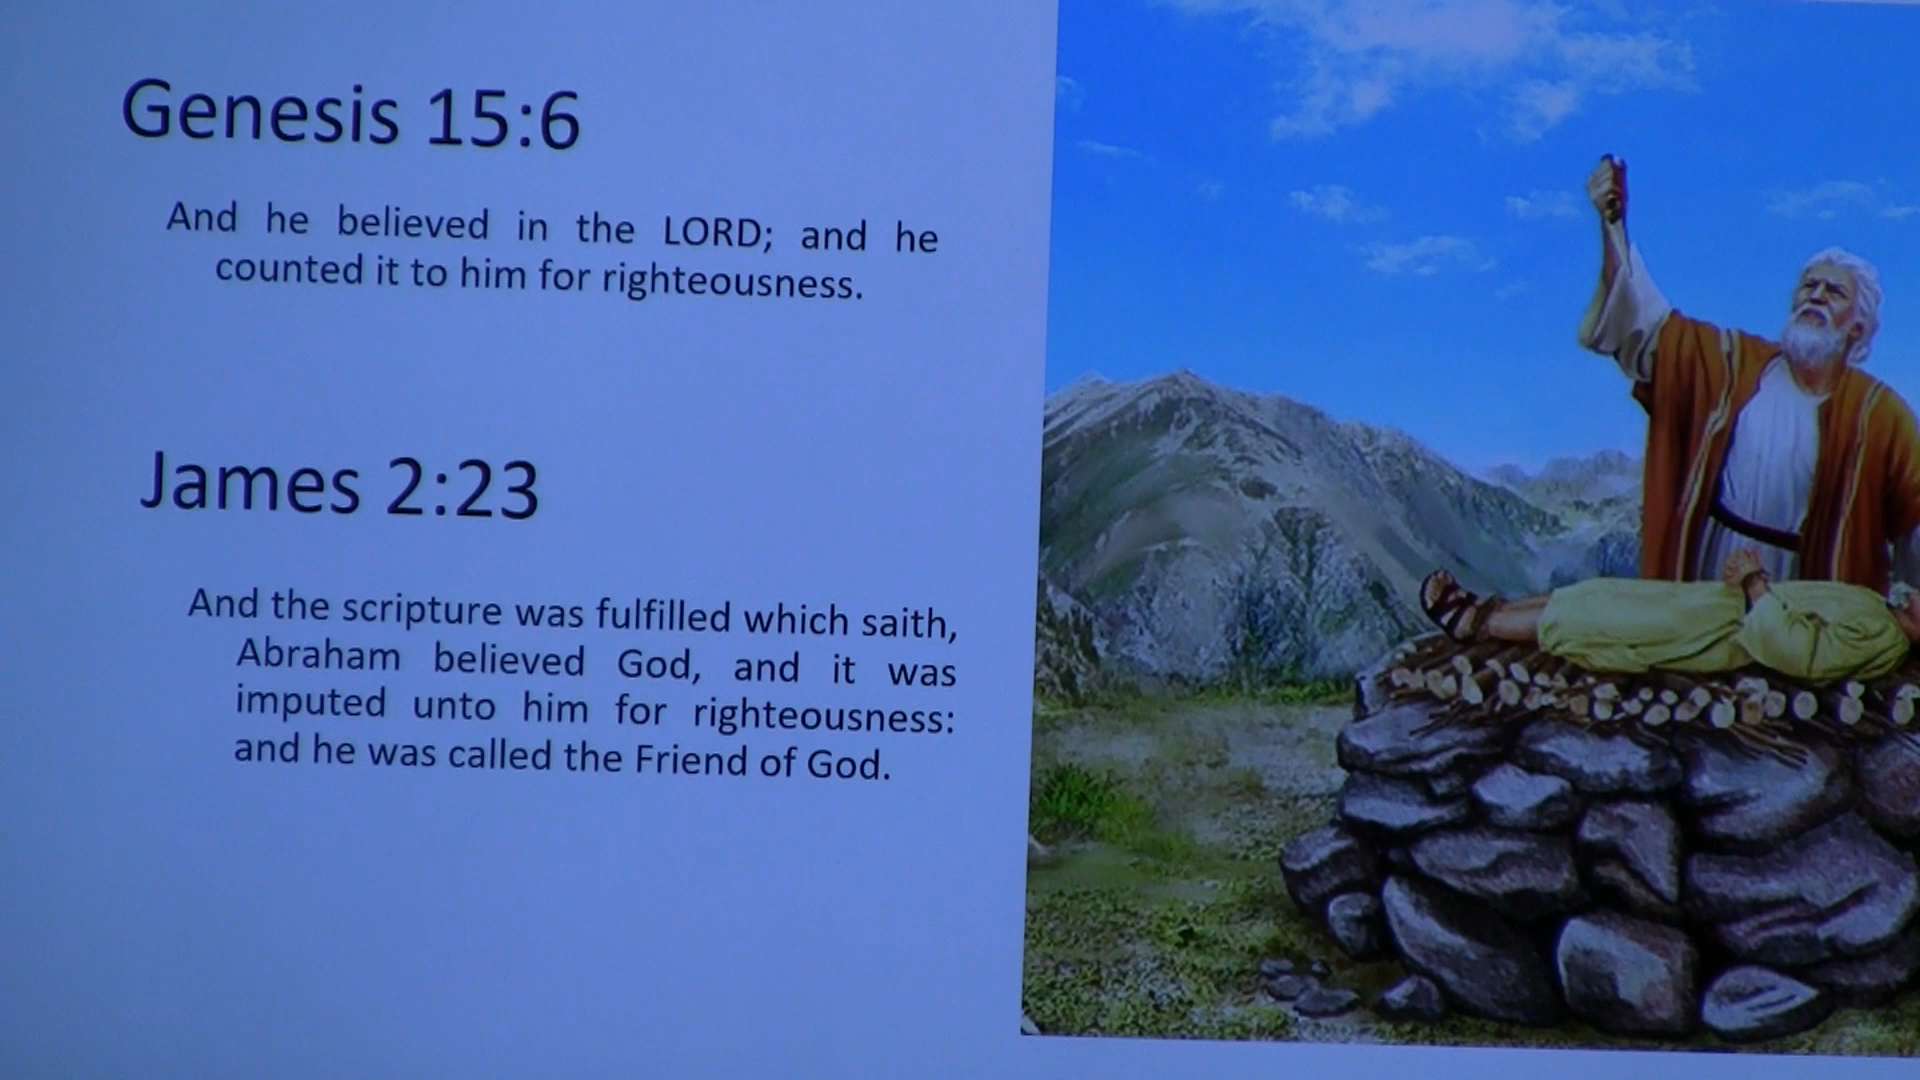 Genesis 15:6
And he believed in the LORD; and he
counted it to him for righteousness.
James 2:23
And the scripture was fulfilled which saith,
Abraham believed God, and it was
imputed unto him for righteousness:
and he was called the Friend of God.